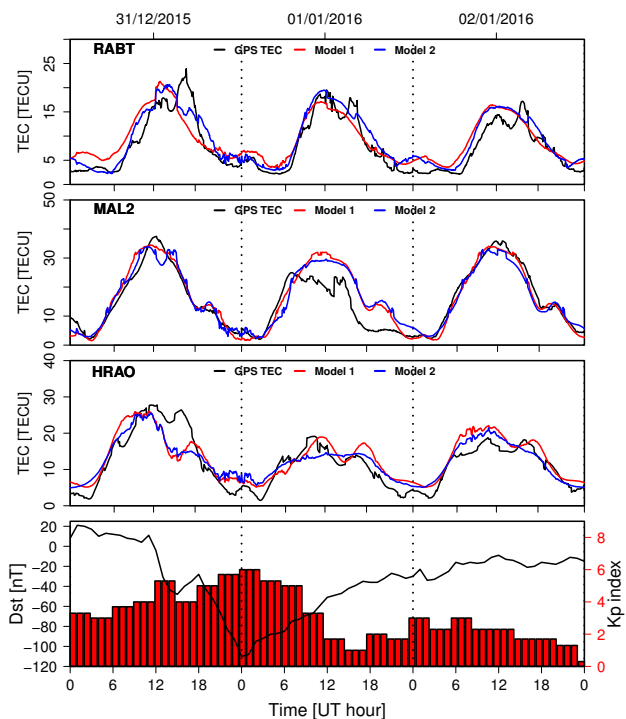 31/12/2015 01/01/2016 02/01/2016
RABT GPS TEC Model 1 Model 2
TEC [TECU]
0 5 15 25
MAL2 GPS TEC Model 1 Model 2
TEC [TECU]
0 10 30 50
HRAO GPS TEC Model 1 Model 2
TEC [TECU]
0 10 20 30 40
Dst [nT]
20
0
−20
−40
−60
−80
−100
−120
Kp index
8
6
4
2
0
0 6 12 18 0 6 12 18 0 6 12 18 0
Time [UT hour]